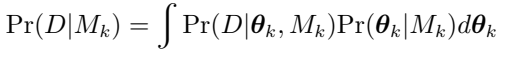 Pr(D|M_k) = ∫ Pr(D|θ_k, M_k)Pr(θ_k|M_k)dθ_k